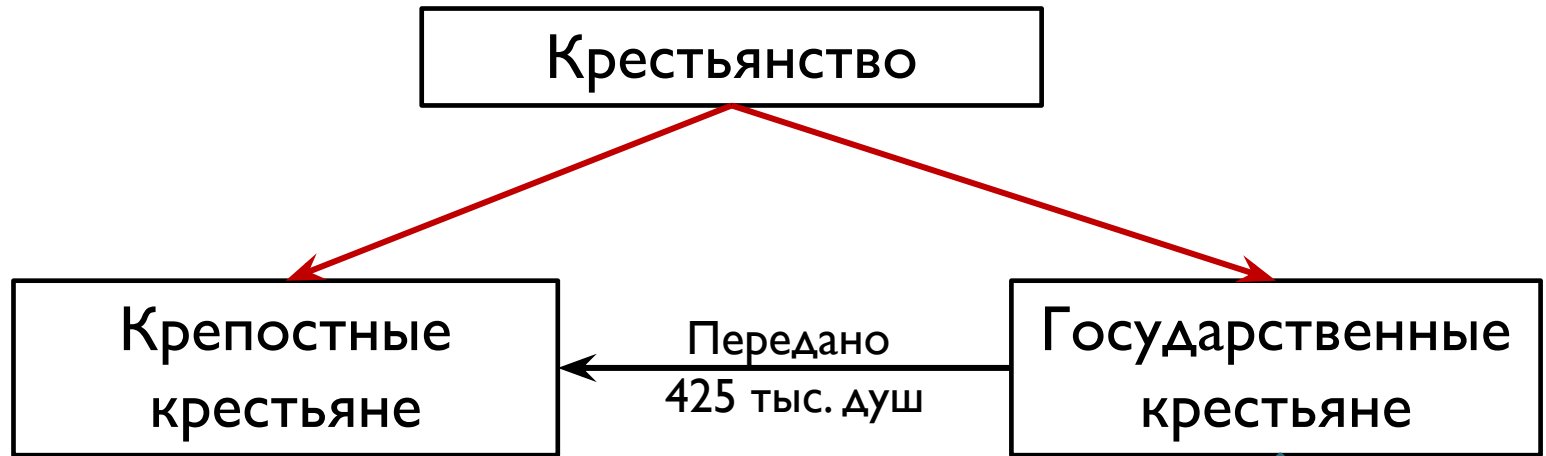 Крестьянство
Крепостные
крестьяне
Передано
425 тыс. душ
Государственные
крестьяне